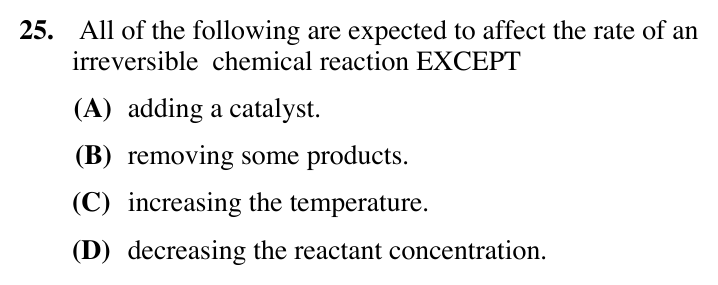 25. All of the following are expected to affect the rate of an
irreversible chemical reaction EXCEPT
(A) adding a catalyst.
(B) removing some products.
(C) increasing the temperature.
(D) decreasing the reactant concentration.